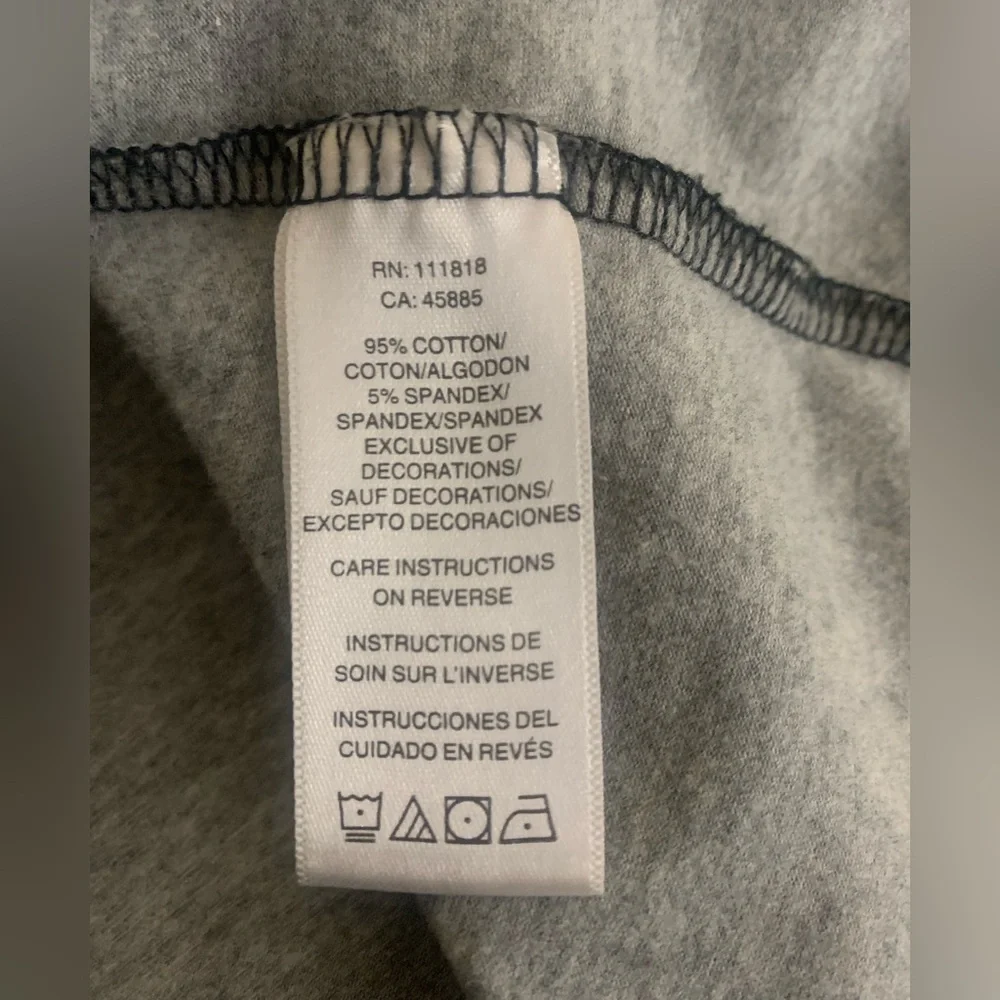 RN: 111818
CA: 45885
95% COTTON/
COTON/ALGODON
5% SPANDEX/
SPANDEX/SPANDEX
EXCLUSIVE OF
DECORATIONS/
SAUF DECORATIONS/
EXCEPTO DECORACIONES
CARE INSTRUCTIONS
ON REVERSE
INSTRUCTIONS DE
SOIN SUR L'INVERSE
INSTRUCCIONES DEL
CUIDADO EN REVÉS